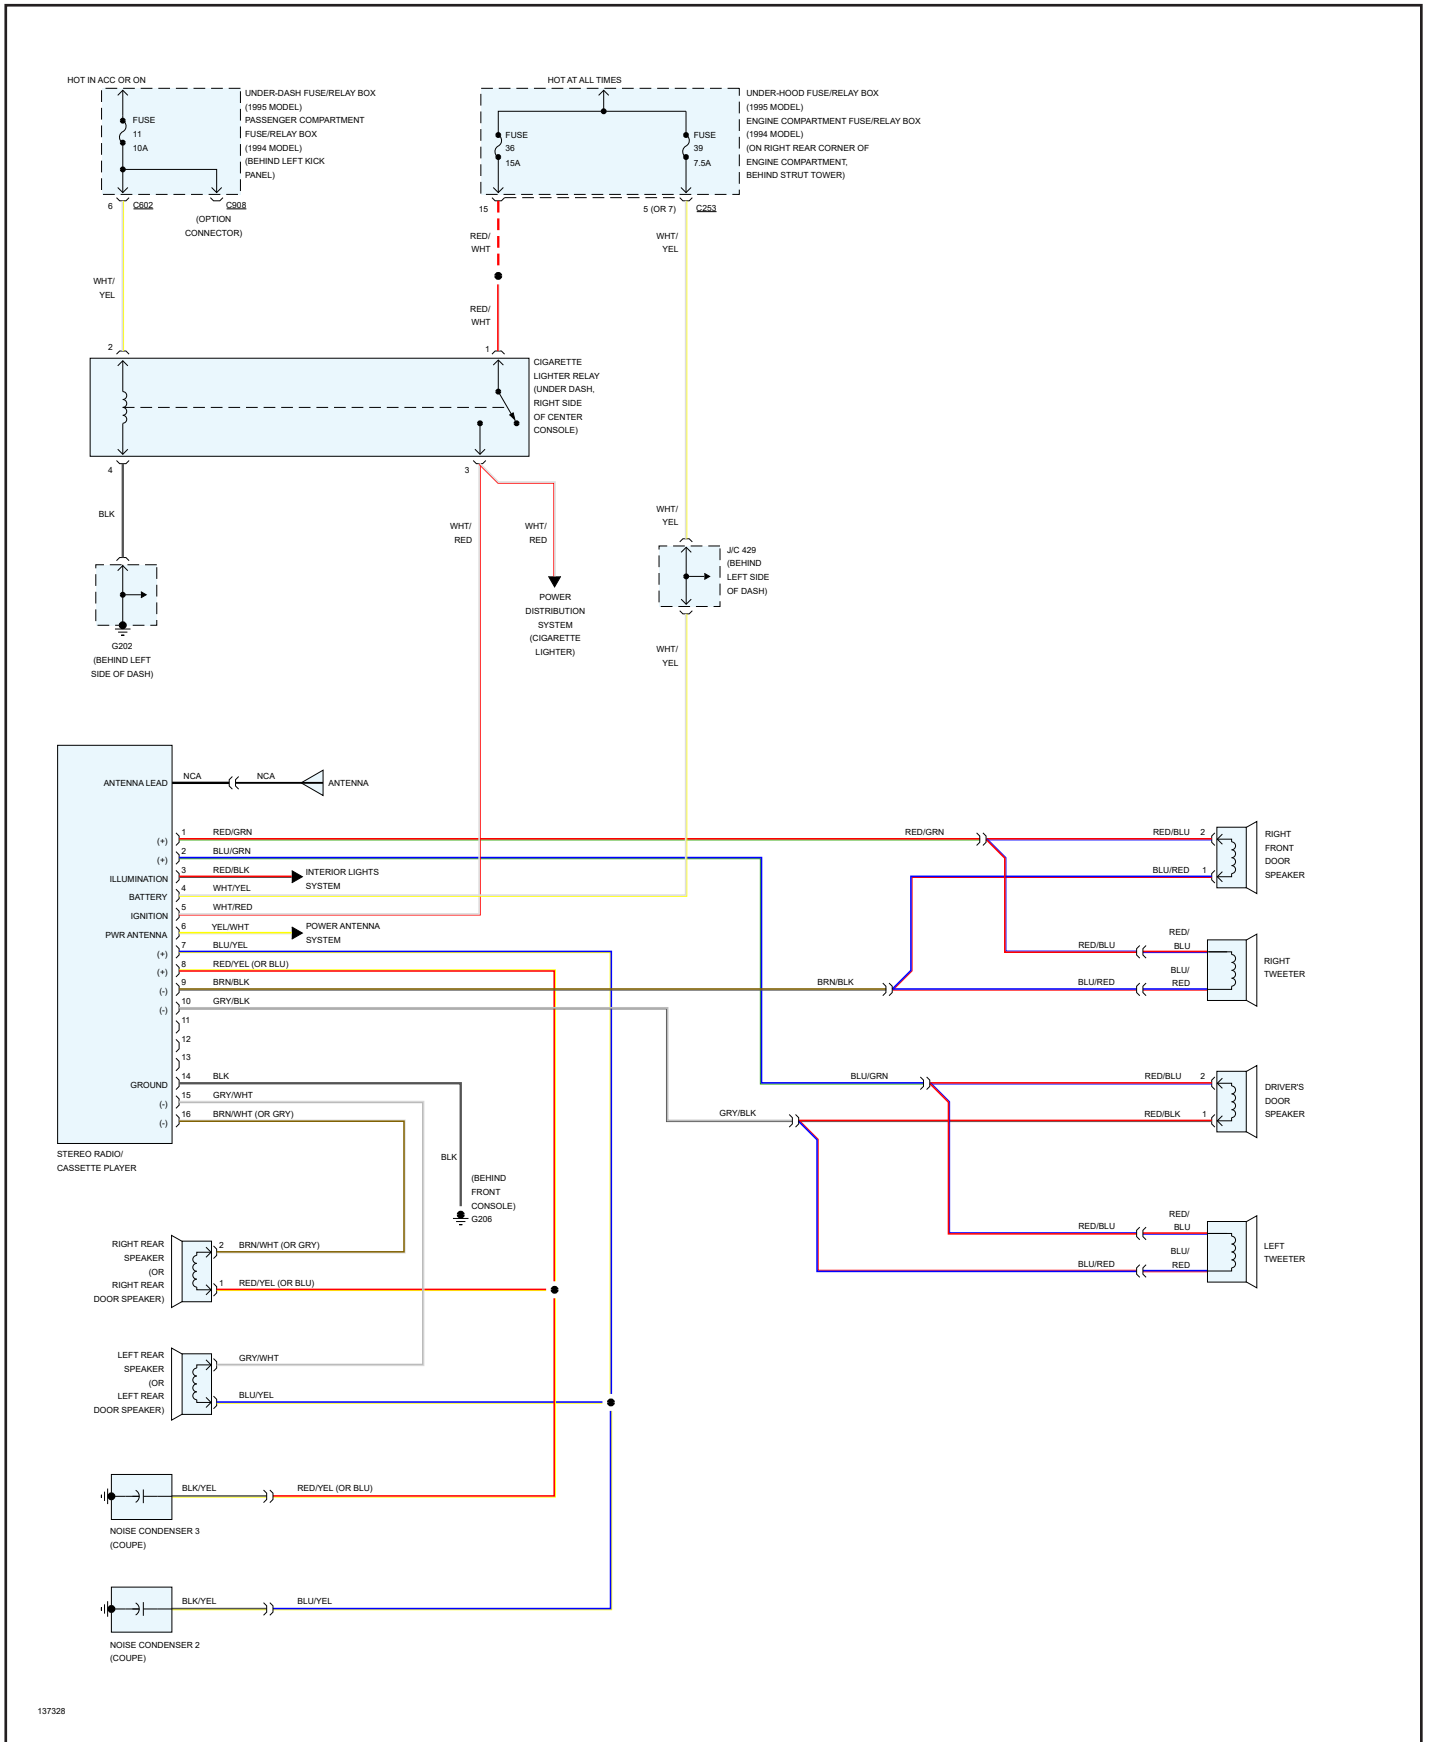 HOT IN ACC OR ON
FUSE
11
10A
UNDER-DASH FUSE/RELAY BOX
(1995 MODEL)
PASSENGER COMPARTMENT
FUSE/RELAY BOX
(1994 MODEL)
(BEHIND LEFT KICK
PANEL)
6
C602
C908
(OPTION
CONNECTOR)
HOT AT ALL TIMES
FUSE
36
15A
FUSE
39
7.5A
UNDER-HOOD FUSE/RELAY BOX
(1995 MODEL)
ENGINE COMPARTMENT FUSE/RELAY BOX
(1994 MODEL)
(ON RIGHT REAR CORNER OF
ENGINE COMPARTMENT,
BEHIND STRUT TOWER)
15
5 (OR 7)
C253
RED/
WHT
WHT/
YEL
WHT/
YEL
RED/
WHT
2
1
CIGARETTE
LIGHTER RELAY
(UNDER DASH,
RIGHT SIDE
OF CENTER
CONSOLE)
4
3
BLK
WHT/
RED
WHT/
RED
WHT/
YEL
J/C 429
(BEHIND
LEFT SIDE
OF DASH)
POWER
DISTRIBUTION
SYSTEM
(CIGARETTE
LIGHTER)
G202
(BEHIND LEFT
SIDE OF DASH)
WHT/
YEL
ANTENNA LEAD
NCA
NCA
ANTENNA
(+)
1
RED/GRN
RED/GRN
RED/BLU
2
RIGHT
FRONT
DOOR
SPEAKER
(+)
2
BLU/GRN
ILLUMINATION
3
RED/BLK
INTERIOR LIGHTS
SYSTEM
BLU/RED
1
BATTERY
4
WHT/YEL
IGNITION
5
WHT/RED
PWR ANTENNA
6
YEL/WHT
POWER ANTENNA
SYSTEM
(+)
7
BLU/YEL
RED/BLU
RED/
BLU
RIGHT
TWEETER
(+)
8
RED/YEL (OR BLU)
(-)
9
BRN/BLK
BRN/BLK
BLU/RED
BLU/
RED
(-)
10
GRY/BLK
11
12
13
GROUND
14
BLK
BLU/GRN
RED/BLU
2
DRIVER'S
DOOR
SPEAKER
(-)
15
GRY/WHT
(-)
16
BRN/WHT (OR GRY)
GRY/BLK
RED/BLK
1
STEREO RADIO/
CASSETTE PLAYER
BLK
(BEHIND
FRONT
CONSOLE)
G206
RED/BLU
RED/
BLU
LEFT
TWEETER
BLU/RED
BLU/
RED
RIGHT REAR
SPEAKER
(OR
RIGHT REAR
DOOR SPEAKER)
2
BRN/WHT (OR GRY)
1
RED/YEL (OR BLU)
LEFT REAR
SPEAKER
(OR
LEFT REAR
DOOR SPEAKER)
GRY/WHT
BLU/YEL
BLK/YEL
RED/YEL (OR BLU)
NOISE CONDENSER 3
(COUPE)
BLK/YEL
BLU/YEL
NOISE CONDENSER 2
(COUPE)
137328